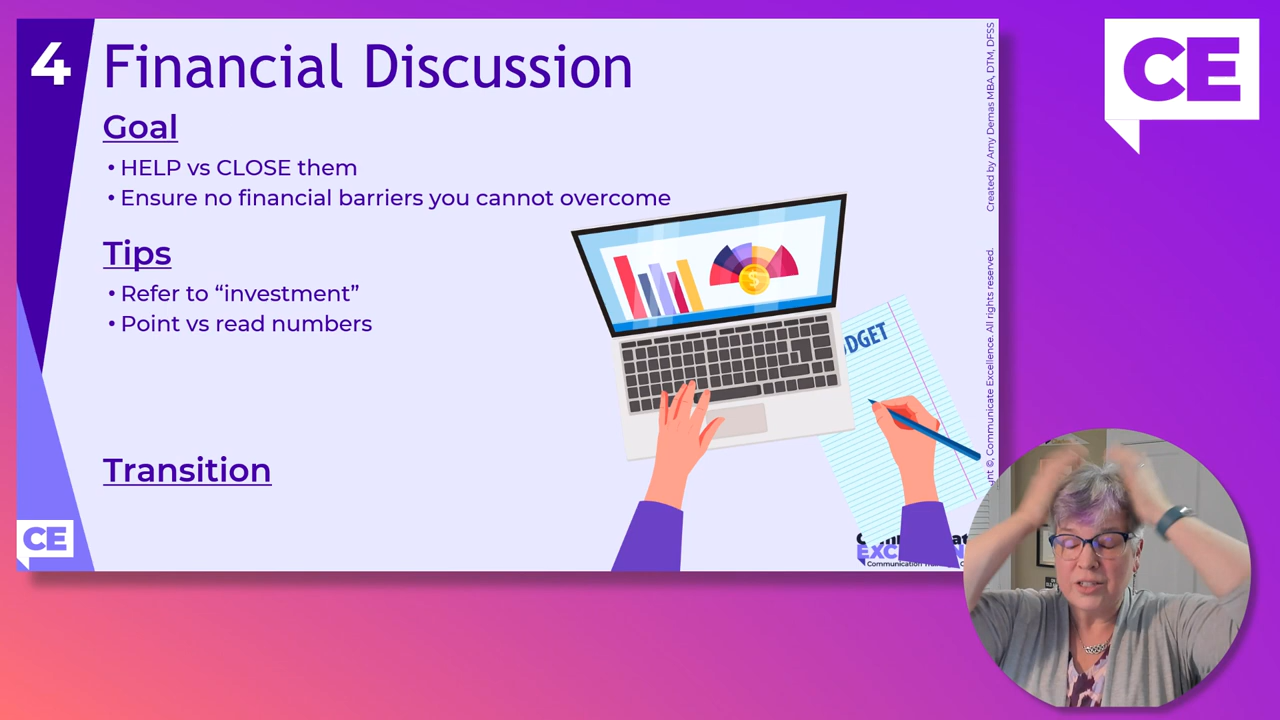 4
Financial Discussion
Goal
• HELP vs CLOSE them
• Ensure no financial barriers you cannot overcome
Tips
• Refer to “investment”
• Point vs read numbers
Transition
CE
DGET
$
Created by Amy Demas MBA, DTM, DFSS
©, Communicate Excellence. All rights reserved.
Communication
CE